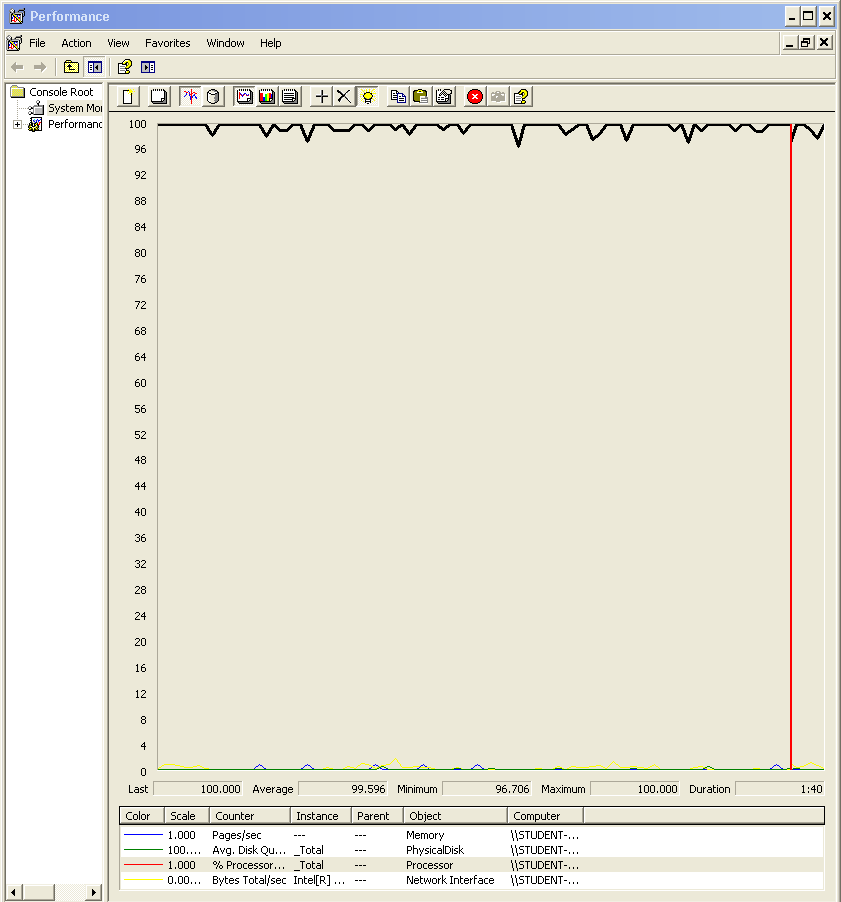 Performance
File Action View Favorites Window Help
Console Root
System Mo
Performanc
100
96
92
88
84
80
76
72
68
64
60
56
52
48
44
40
36
32
28
24
20
16
12
8
4
0
Last 100.000 Average 99.596 Minimum 96.706 Maximum 100.000 Duration 1:40
Color Scale Counter Instance Parent Object Computer
1.000 Pages/sec --- --- Memory \\STUDENT-...
100.... Avg. Disk Qu... _Total --- PhysicalDisk \\STUDENT-...
1.000 % Processor... _Total --- Processor \\STUDENT-...
0.00... Bytes Total/sec Intel[R] ... --- Network Interface \\STUDENT-...